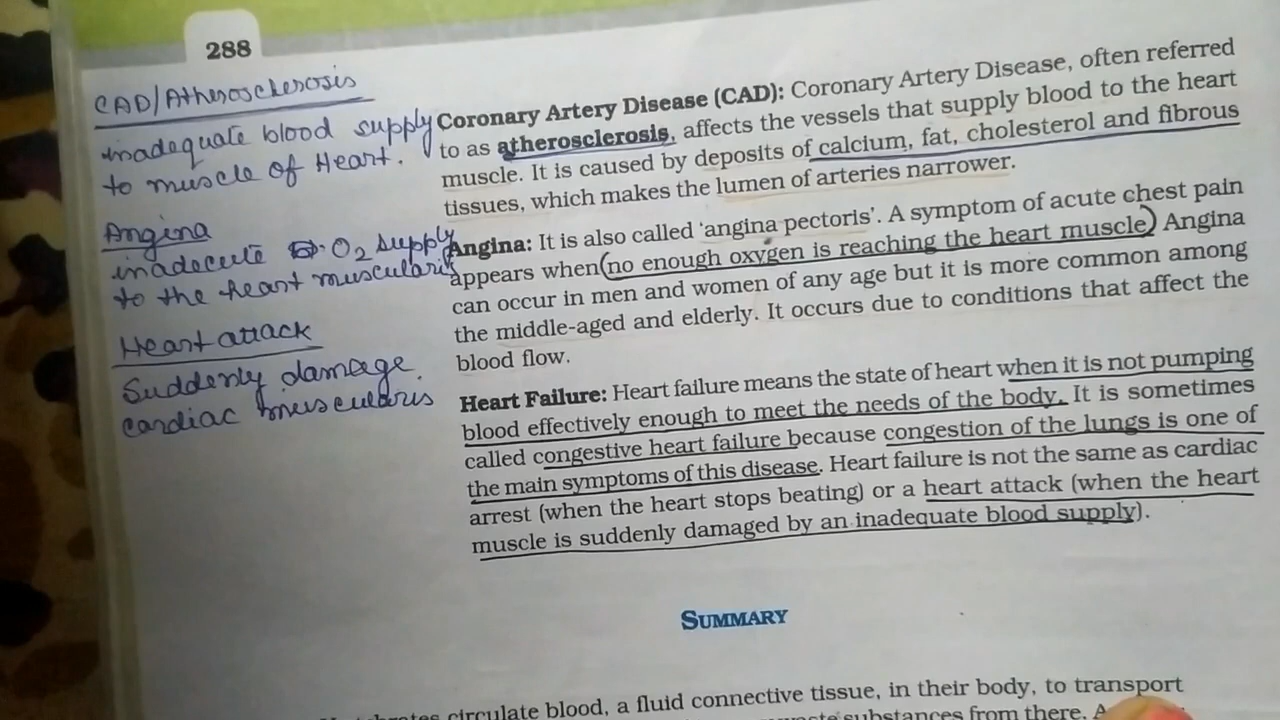 288
CAD/Atherosclerosis
inadequate blood supply
to muscle of Heart.
Angina
inadecute O2 supply
to the heart muscularis
Heart attack
Suddenly damage.
cardiac muscularis
Coronary Artery Disease (CAD): Coronary Artery Disease, often referred
to as atherosclerosis, affects the vessels that supply blood to the heart
muscle. It is caused by deposits of calcium, fat, cholesterol and fibrous
tissues, which makes the lumen of arteries narrower.
Angina: It is also called ‘angina pectoris’. A symptom of acute chest pain
appears when (no enough oxygen is reaching the heart muscle) Angina
can occur in men and women of any age but it is more common among
the middle-aged and elderly. It occurs due to conditions that affect the
blood flow.
Heart Failure: Heart failure means the state of heart when it is not pumping
blood effectively enough to meet the needs of the body. It is sometimes
called congestive heart failure because congestion of the lungs is one of
the main symptoms of this disease. Heart failure is not the same as cardiac
arrest (when the heart stops beating) or a heart attack (when the heart
muscle is suddenly damaged by an inadequate blood supply).
SUMMARY
circulate blood, a fluid connective tissue, in their body, to transport
substances from there. A